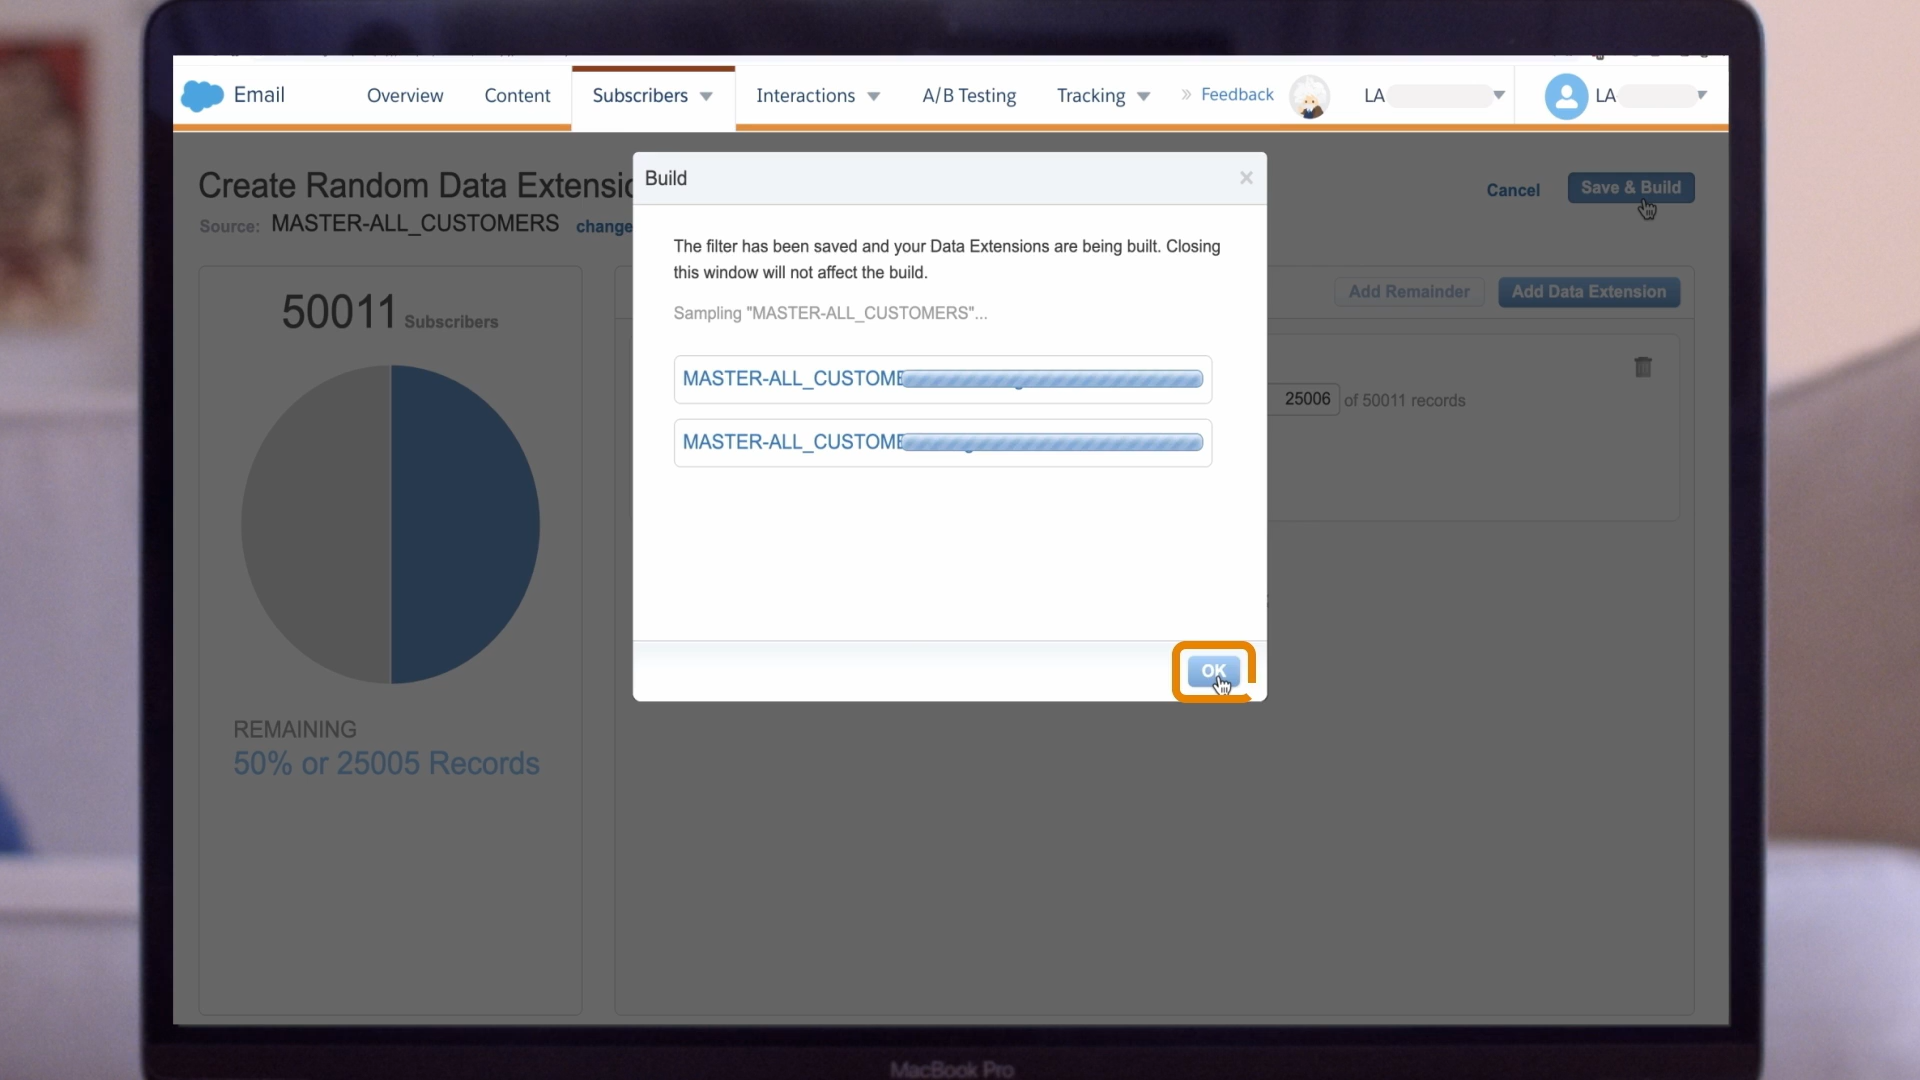 Email
Overview
Content
Subscribers
Interactions
A/B Testing
Tracking
» Feedback
LA
LA
Create Random Data Extensio
Source: MASTER-ALL_CUSTOMERS change
Cancel
Save & Build
Build
×
The filter has been saved and your Data Extensions are being built. Closing
this window will not affect the build.
Sampling "MASTER-ALL_CUSTOMERS"...
MASTER-ALL_CUSTOME
MASTER-ALL_CUSTOME
OK
50011 Subscribers
REMAINING
50% or 25005 Records
Add Remainder
Add Data Extension
25006 of 50011 records
MacBook Pro